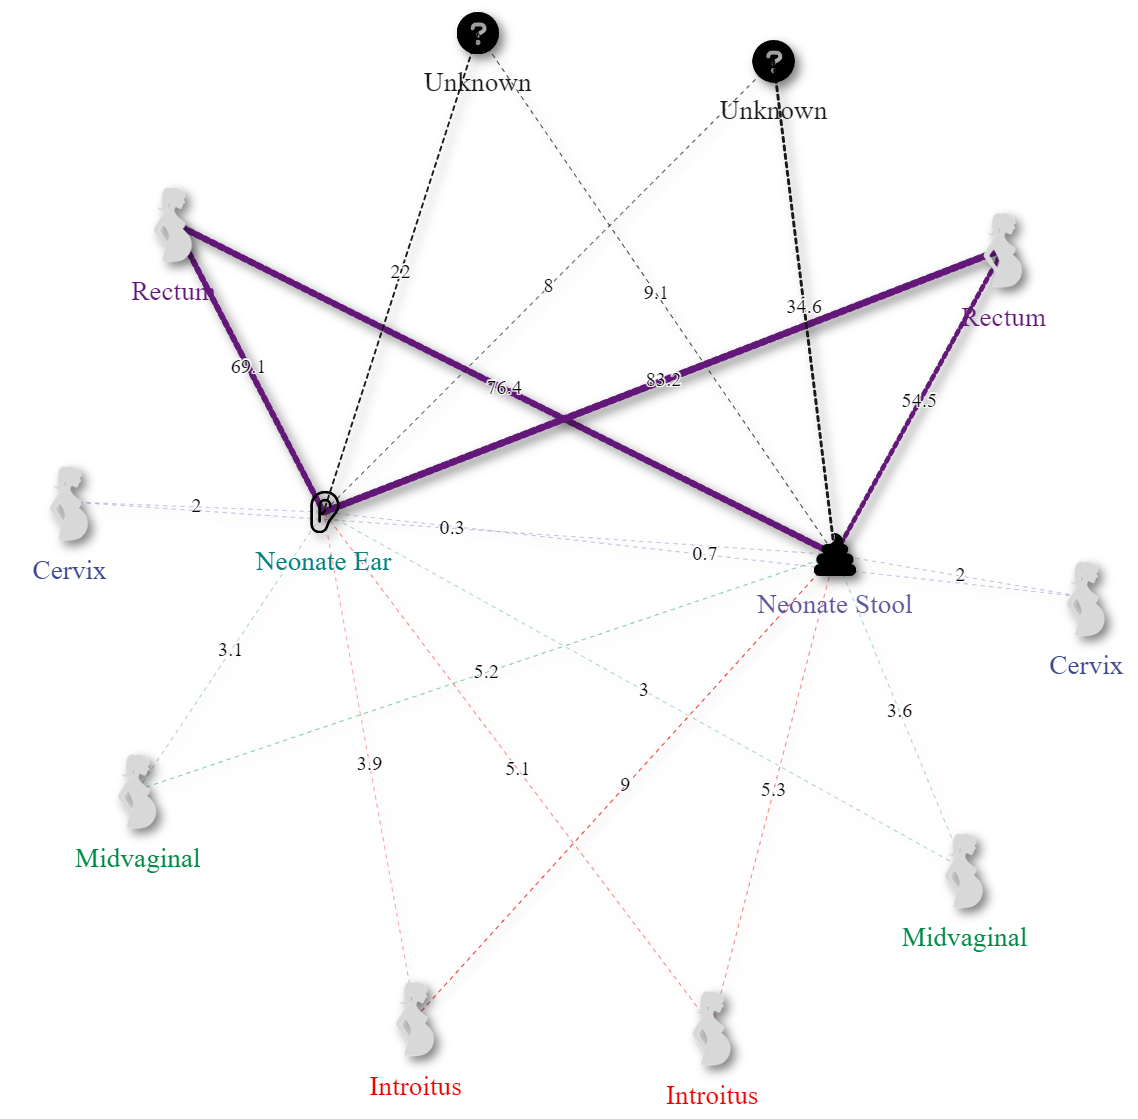 ?
?
Unknown
Unknown
22
8
9.1
34.6
Rectum
Rectum
69.1
76.4
83.2
54.5
2
0.3
0.7
2
Neonate Ear
Cervix
Neonate Stool
Cervix
3.1
5.2
3
3.6
3.9
5.1
9
5.3
Midvaginal
Midvaginal
Introitus
Introitus